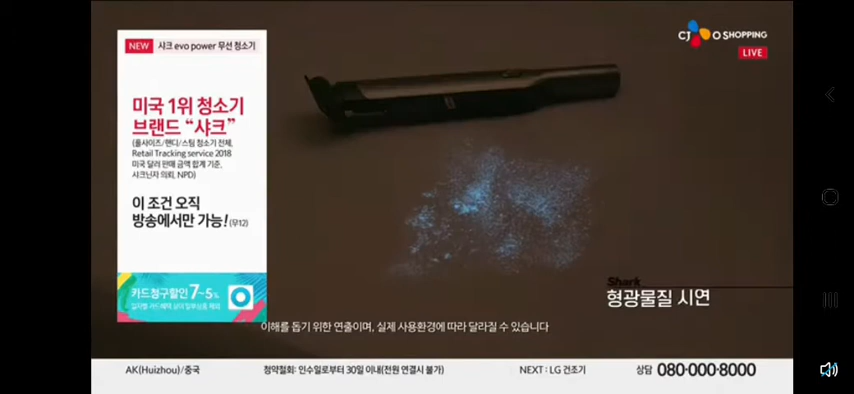 NEW 샤크 evo power 무선 청소기
미국 1위 청소기
브랜드 “샤크”
(풀사이즈/핸디/스팀 청소기 전체,
Retail Tracking service 2018
미국 달러 판매 금액 합계 기준,
샤크닌자 의뢰, NPD)
이 조건 오직
방송에서만 가능! (무12)
카드청구할인 7~5%
CJ O SHOPPING
LIVE
Shark
형광물질 시연
이해를 돕기 위한 연출이며, 실제 사용환경에 따라 달라질 수 있습니다
AK(Huizhou)/중국 청약철회: 인수일로부터 30일 이내(전원 연결시 불가) NEXT : LG 건조기 상담 080·000·8000